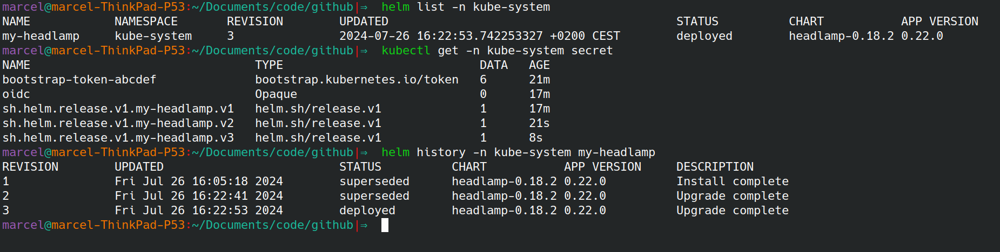 marcel@marcel-ThinkPad-P53:~/Documents/code/github|⇒  helm list -n kube-system
NAME            NAMESPACE       REVISION        UPDATED                                         STATUS          CHART           APP VERSION
my-headlamp     kube-system     3               2024-07-26 16:22:53.742253327 +0200 CEST        deployed        headlamp-0.18.2 0.22.0
marcel@marcel-ThinkPad-P53:~/Documents/code/github|⇒  kubectl get -n kube-system secret
NAME                                TYPE                            DATA   AGE
bootstrap-token-abcdef              bootstrap.kubernetes.io/token   6      21m
oidc                                Opaque                          0      17m
sh.helm.release.v1.my-headlamp.v1   helm.sh/release.v1              1      17m
sh.helm.release.v1.my-headlamp.v2   helm.sh/release.v1              1      21s
sh.helm.release.v1.my-headlamp.v3   helm.sh/release.v1              1      8s
marcel@marcel-ThinkPad-P53:~/Documents/code/github|⇒  helm history -n kube-system my-headlamp
REVISION        UPDATED                         STATUS          CHART           APP VERSION     DESCRIPTION
1               Fri Jul 26 16:05:18 2024        superseded      headlamp-0.18.2 0.22.0          Install complete
2               Fri Jul 26 16:22:41 2024        superseded      headlamp-0.18.2 0.22.0          Upgrade complete
3               Fri Jul 26 16:22:53 2024        deployed        headlamp-0.18.2 0.22.0          Upgrade complete
marcel@marcel-ThinkPad-P53:~/Documents/code/github|⇒